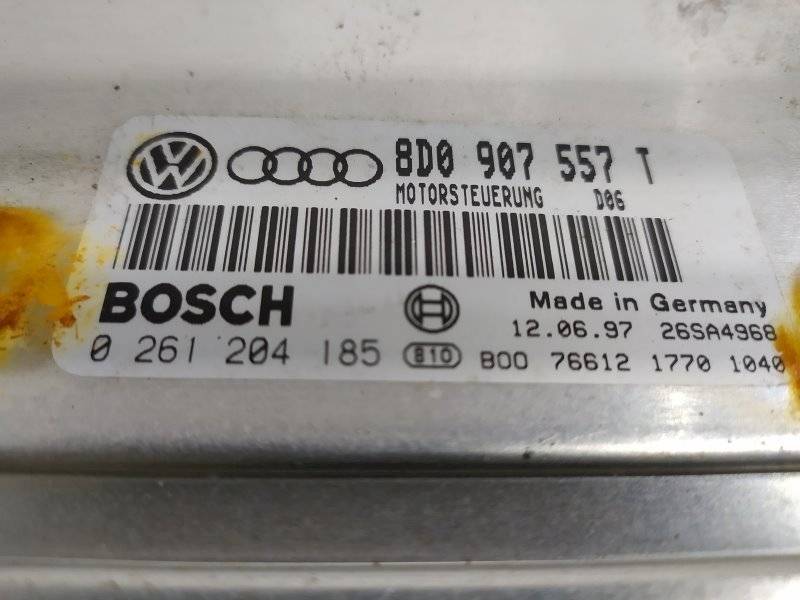 8D0 907 557 T
MOTORSTEUERUNG D06
BOSCH
Made in Germany
12.06.97 26SA4968
0 261 204 185 810 B00 76612 1770 1040